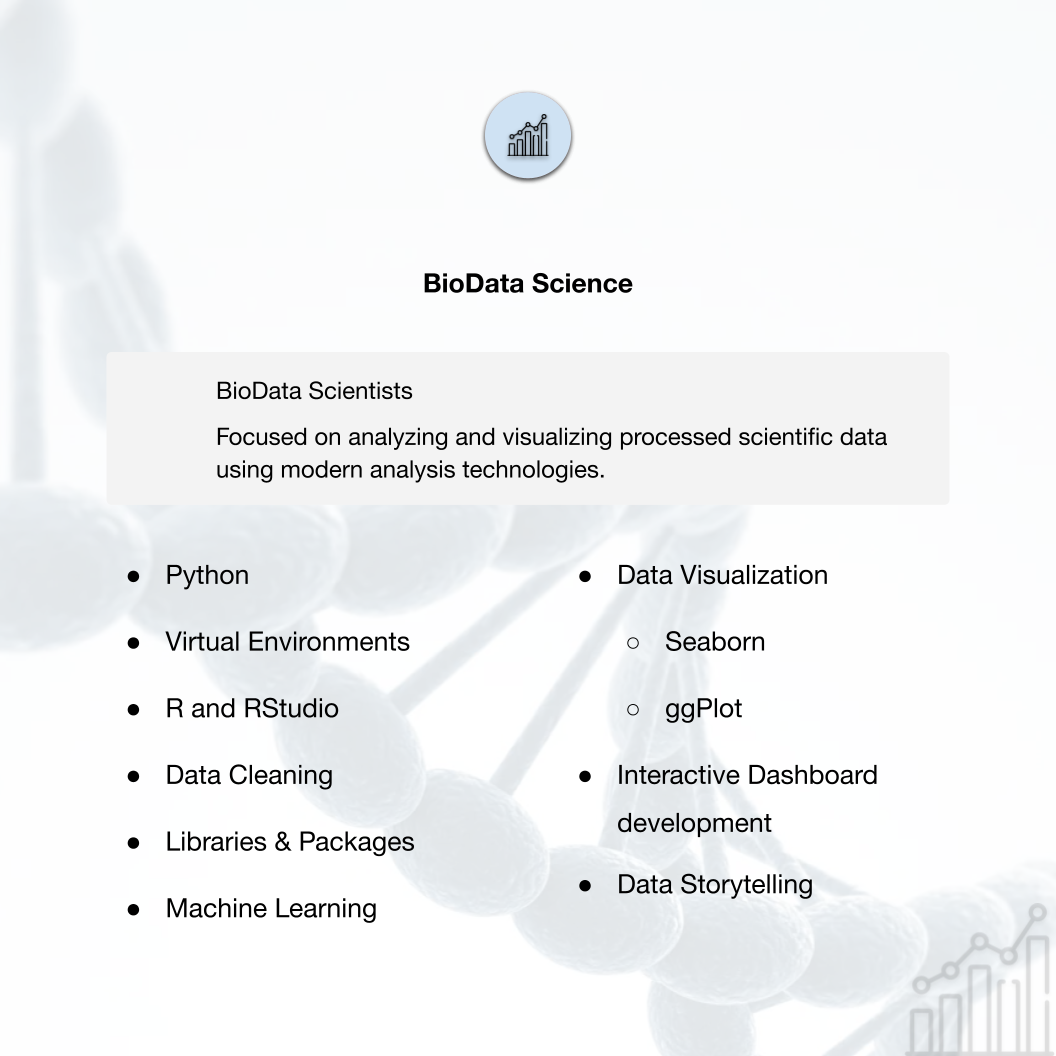 BioData Science
BioData Scientists
Focused on analyzing and visualizing processed scientific data
using modern analysis technologies.
● Python
● Virtual Environments
● R and RStudio
● Data Cleaning
● Libraries & Packages
● Machine Learning
● Data Visualization
○ Seaborn
○ ggPlot
● Interactive Dashboard
development
● Data Storytelling